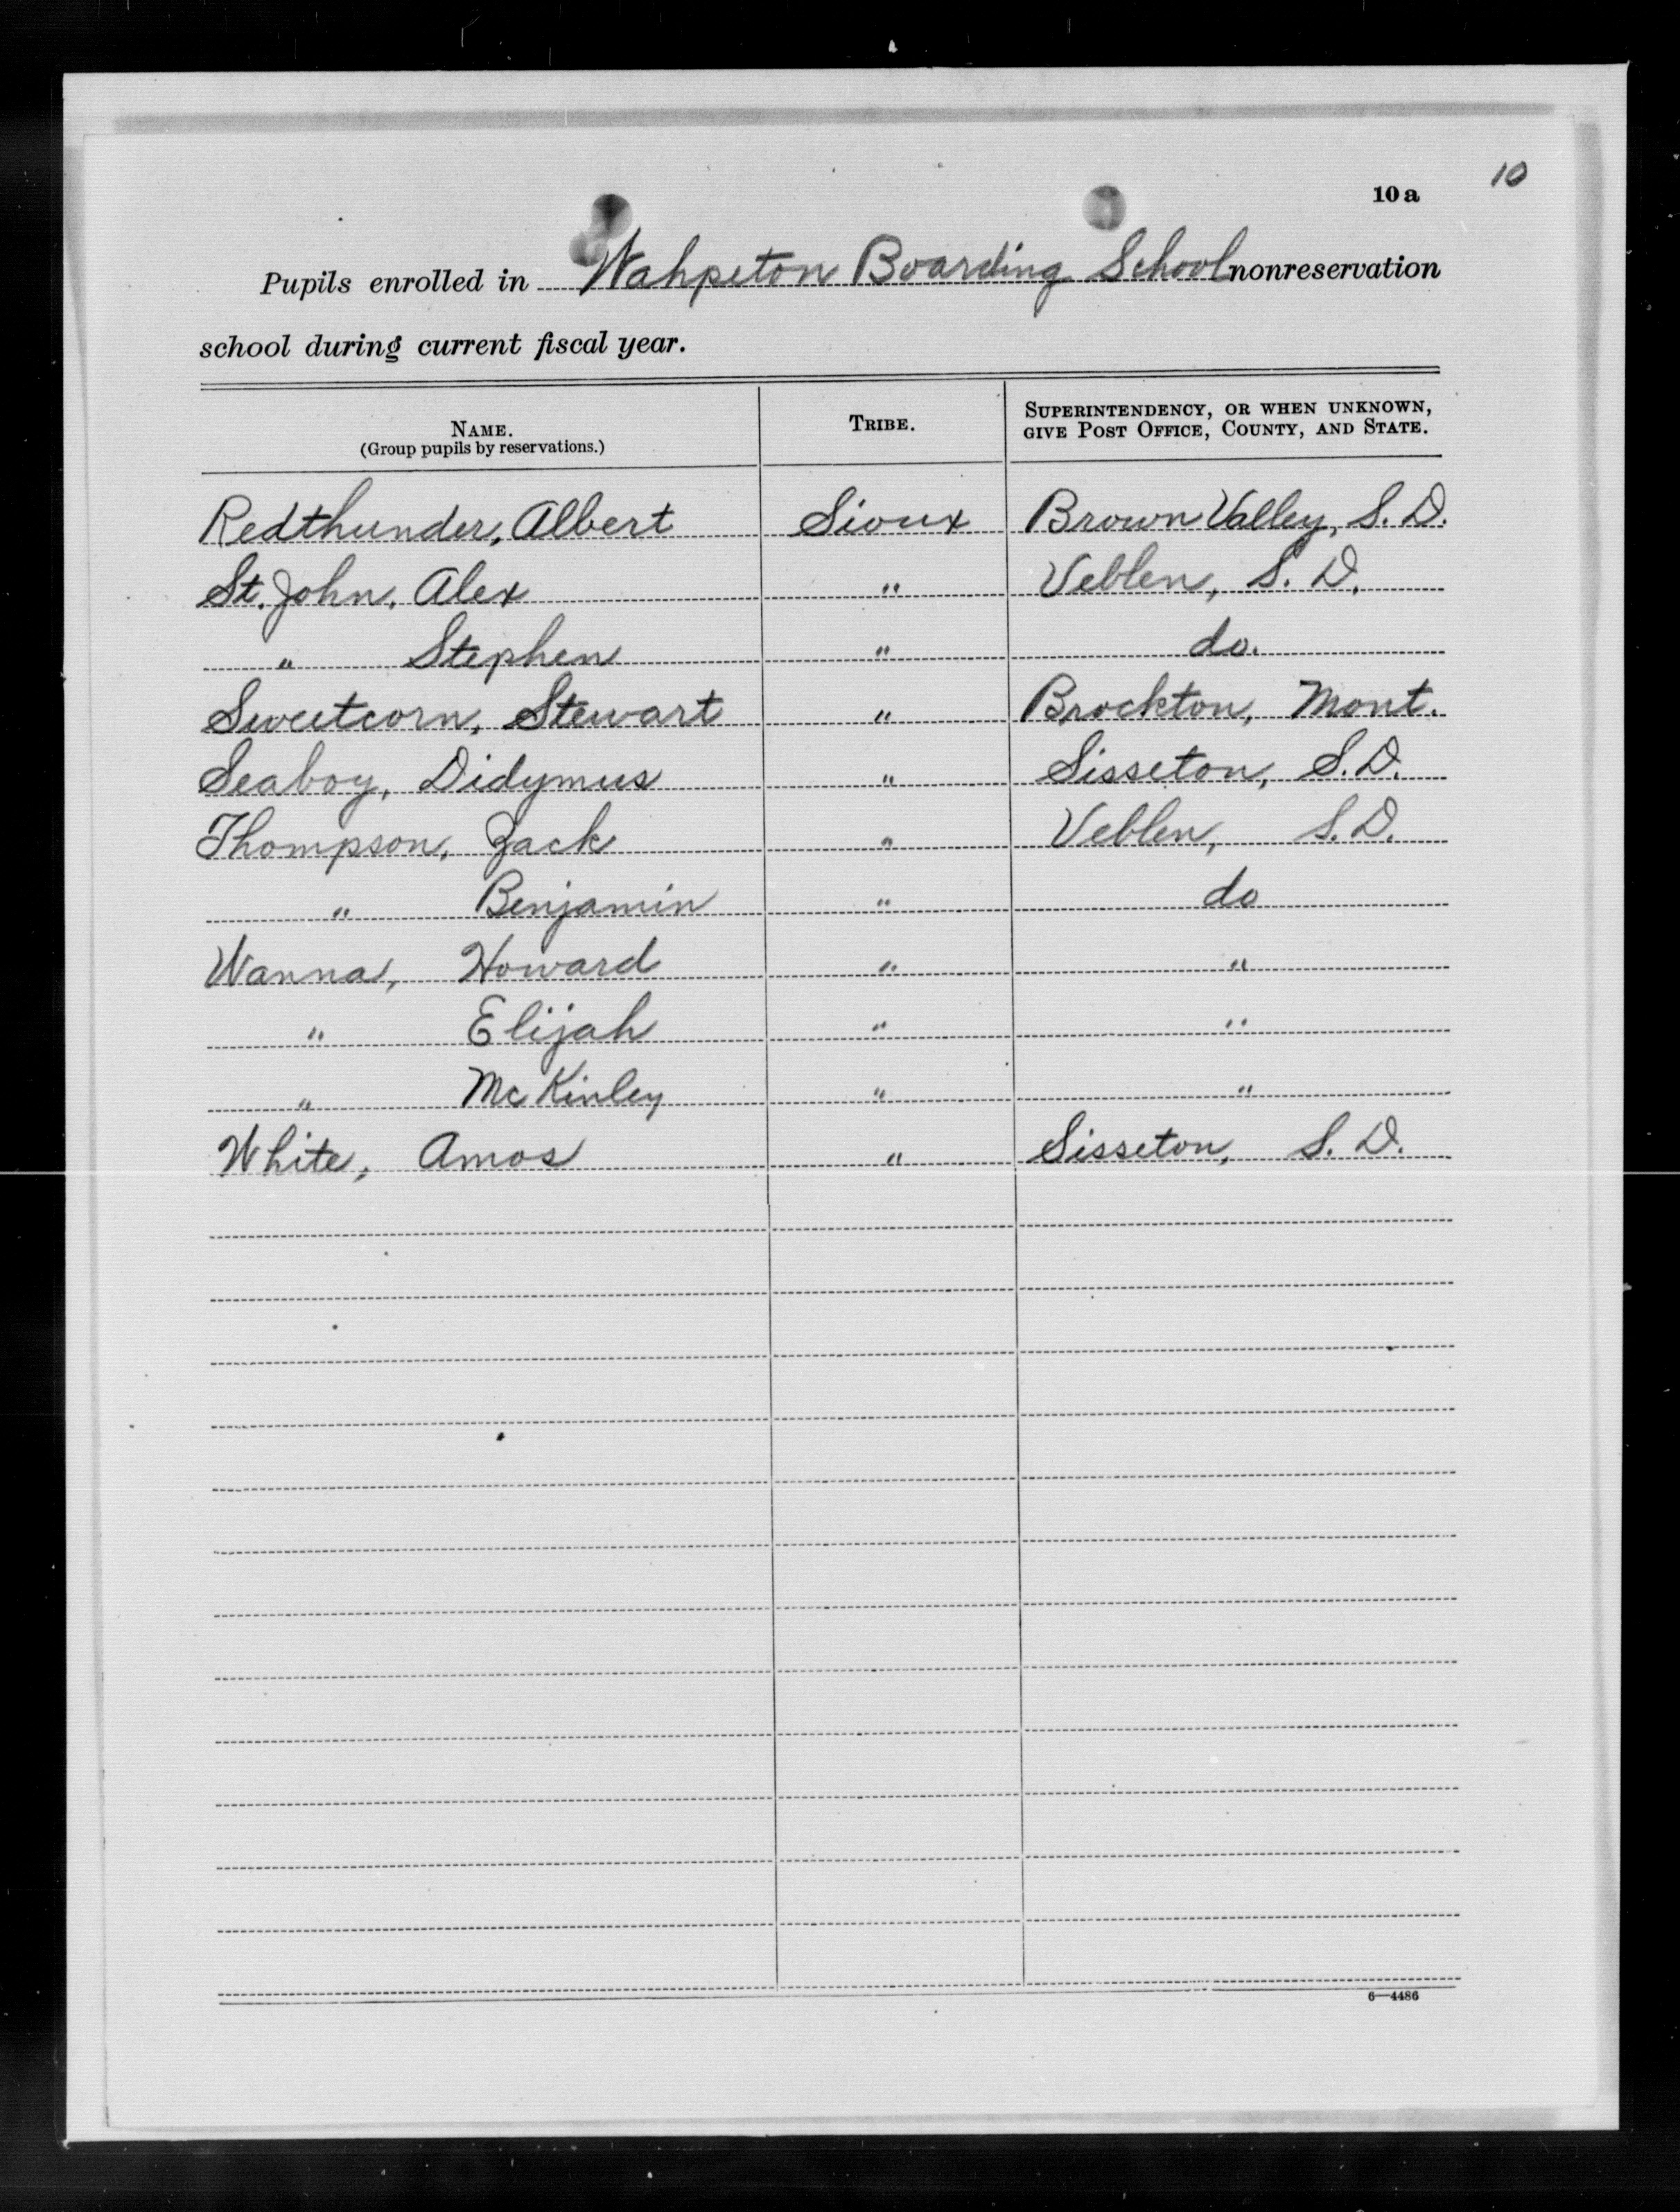 10
10 a
Pupils enrolled in Wahpeton Boarding School nonreservation
school during current fiscal year.
NAME. TRIBE. SUPERINTENDENCY, OR WHEN UNKNOWN,
(Group pupils by reservations.) GIVE POST OFFICE, COUNTY, AND STATE.
Redthunder, Albert Sioux Brown Valley, S. D.
St. John, Alex " Veblen, S. D.
" Stephen " do.
Sweetcorn, Stewart " Brockton, Mont.
Seaboy, Didymus " Sisseton, S. D.
Thompson, Zack " Veblen, S. D.
" Benjamin " do
Wanna, Howard " "
" Elijah " "
" McKinley " "
White, Amos " Sisseton, S. D.
6—4486